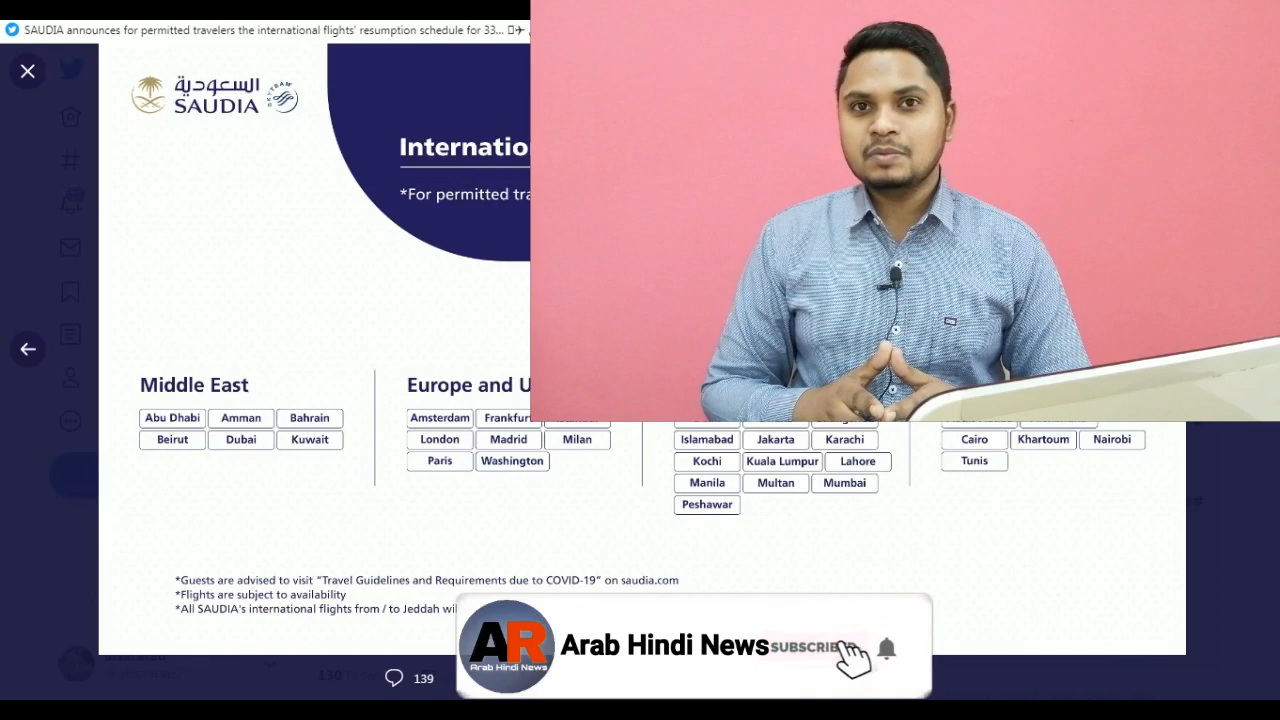 SAUDIA announces for permitted travelers the international flights' resumption schedule for 33...
السعودية
SAUDIA
SKYTEAM
Internatio
*For permitted tra
Middle East
Abu Dhabi Amman Bahrain
Beirut Dubai Kuwait
Europe and U
Amsterdam Frankfurt
London Madrid Milan
Paris Washington
Islamabad Jakarta Karachi
Kochi Kuala Lumpur Lahore
Manila Multan Mumbai
Peshawar
Cairo Khartoum Nairobi
Tunis
*Guests are advised to visit “Travel Guidelines and Requirements due to COVID-19” on saudia.com
*Flights are subject to availability
*All SAUDIA's international flights from / to Jeddah wil
AR
Arab Hindi News
Arab Hindi News
SUBSCRIBE
130
139